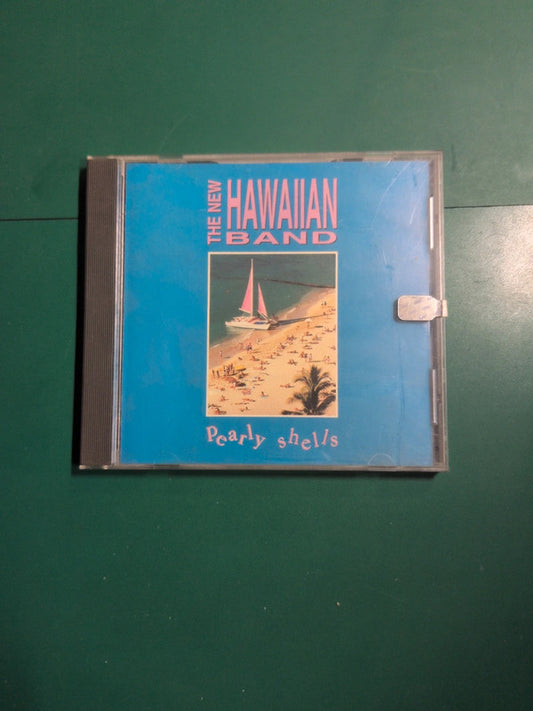 THE NEW
HAWAIIAN
BAND
Pearly shells